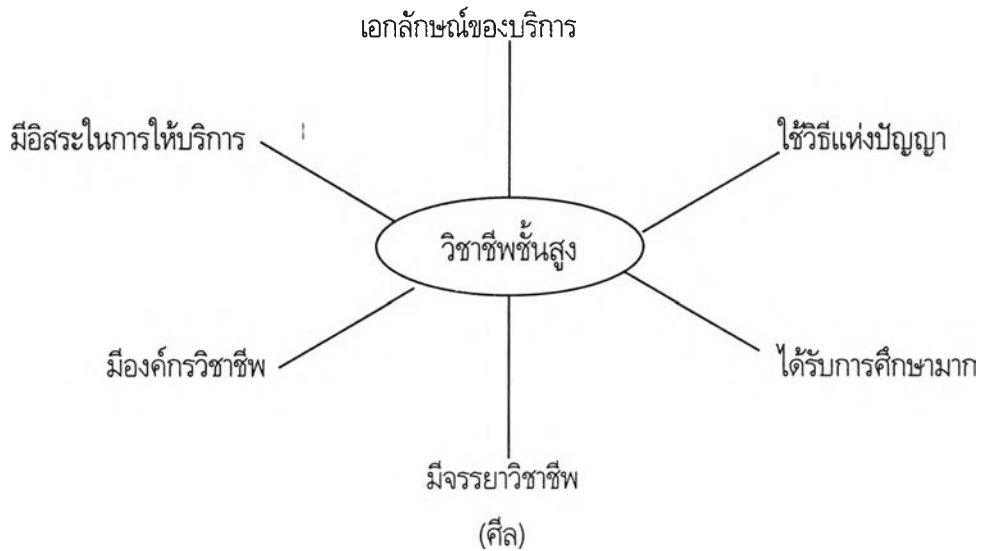 เอกลักษณ์ของบริการ
มีอิสระในการให้บริการ
ใช้วิธีแห่งปัญญา
วิชาชีพชั้นสูง
มีองค์กรวิชาชีพ
ได้รับการศึกษามาก
มีจรรยาวิชาชีพ
(ศีล)